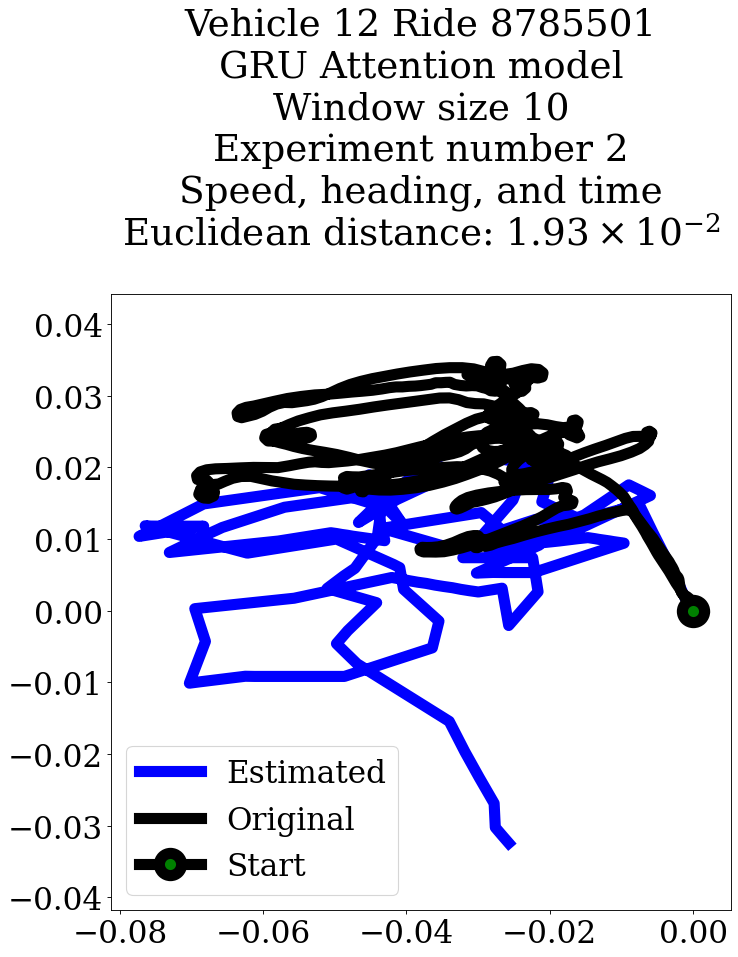 Vehicle 12 Ride 8785501
GRU Attention model
Window size 10
Experiment number 2
Speed, heading, and time
Euclidean distance: 1.93 × 10⁻²
0.04
0.03
0.02
0.01
0.00
−0.01
−0.02
−0.03
−0.04
Estimated
Original
Start
−0.08 −0.06 −0.04 −0.02 0.00